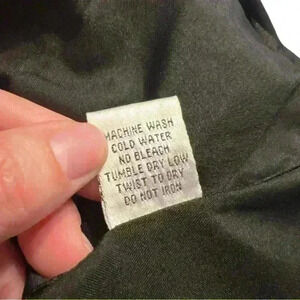 MACHINE WASH
COLD WATER
NO BLEACH
TUMBLE DRY LOW
TWIST TO DRY
DO NOT IRON